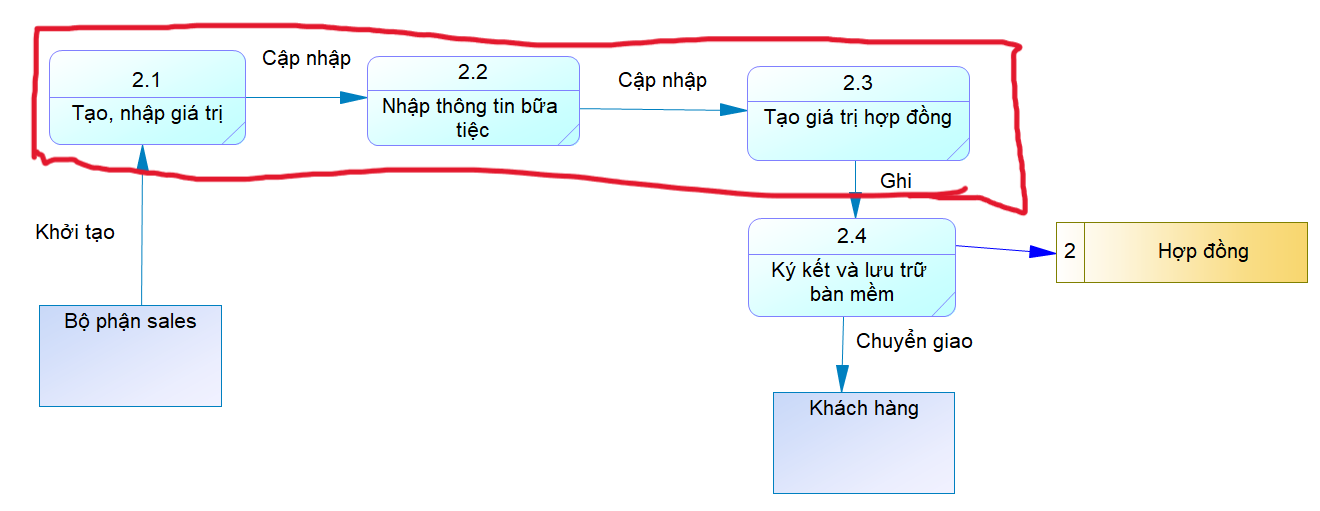 2.1
Tạo, nhập giá trị
Cập nhập
2.2
Nhập thông tin bữa
tiệc
Cập nhập
2.3
Tạo giá trị hợp đồng
Ghi
Khởi tạo
2.4
Ký kết và lưu trữ
bàn mềm
2
Hợp đồng
Bộ phận sales
Chuyển giao
Khách hàng